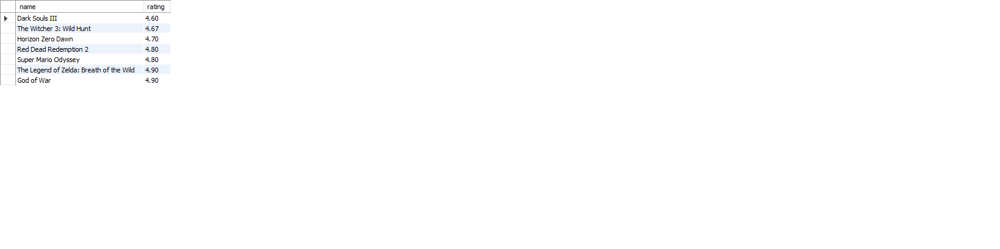 name rating
Dark Souls III 4.60
The Witcher 3: Wild Hunt 4.67
Horizon Zero Dawn 4.70
Red Dead Redemption 2 4.80
Super Mario Odyssey 4.80
The Legend of Zelda: Breath of the Wild 4.90
God of War 4.90